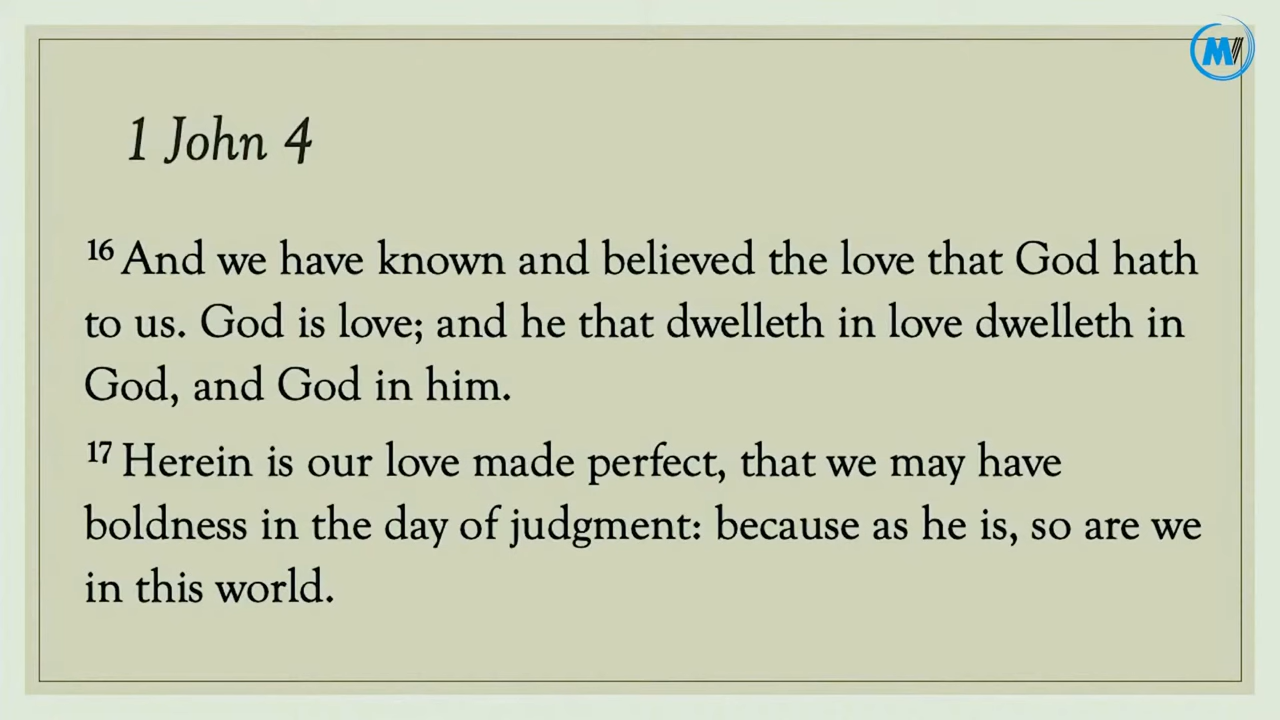 M
1 John 4
16 And we have known and believed the love that God hath
to us. God is love; and he that dwelleth in love dwelleth in
God, and God in him.
17 Herein is our love made perfect, that we may have
boldness in the day of judgment: because as he is, so are we
in this world.